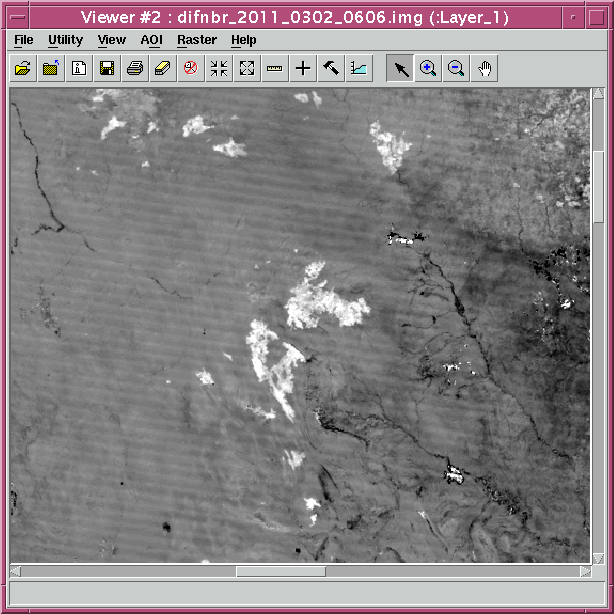 Viewer #2 : difnbr_2011_0302_0606.img (:Layer_1)
File Utility View AOI Raster Help